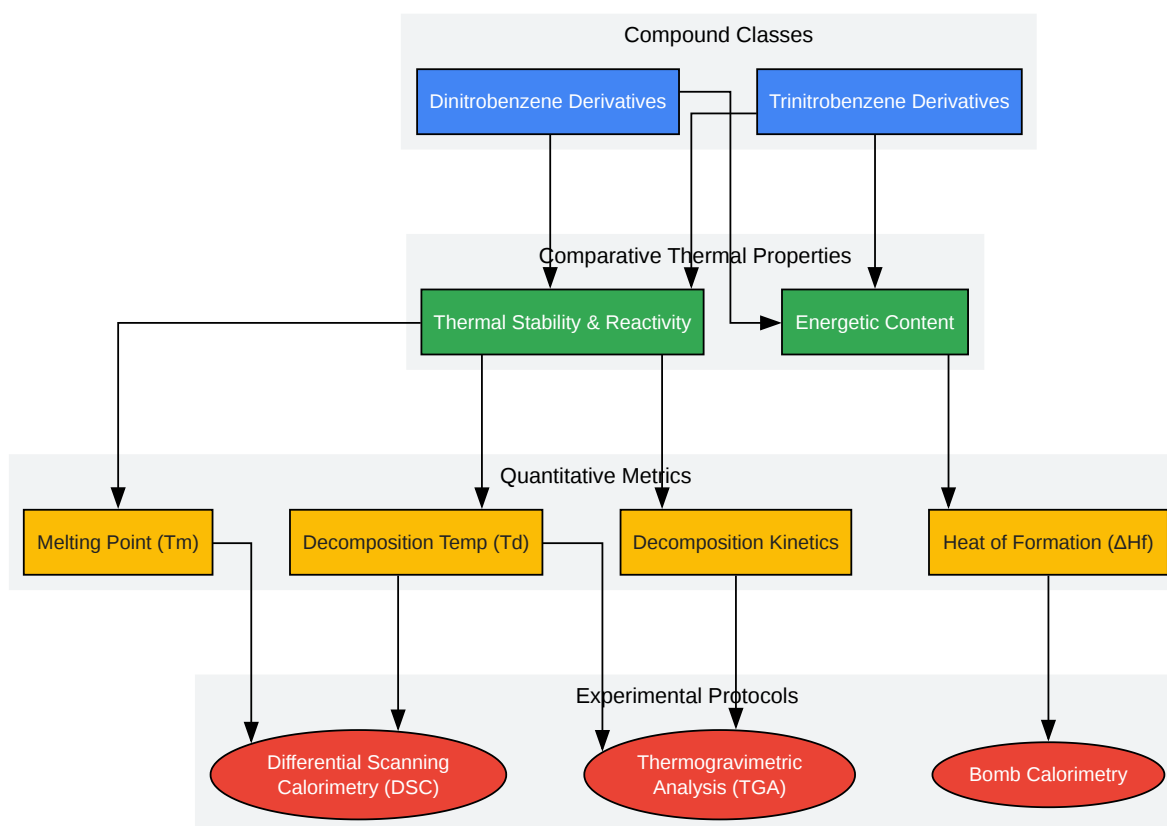 Compound Classes
Dinitrobenzene Derivatives
Trinitrobenzene Derivatives
Comparative Thermal Properties
Thermal Stability & Reactivity
Energetic Content
Quantitative Metrics
Melting Point (Tm)
Decomposition Temp (Td)
Decomposition Kinetics
Heat of Formation (ΔHf)
Experimental Protocols
Differential Scanning
Calorimetry (DSC)
Thermogravimetric
Analysis (TGA)
Bomb Calorimetry